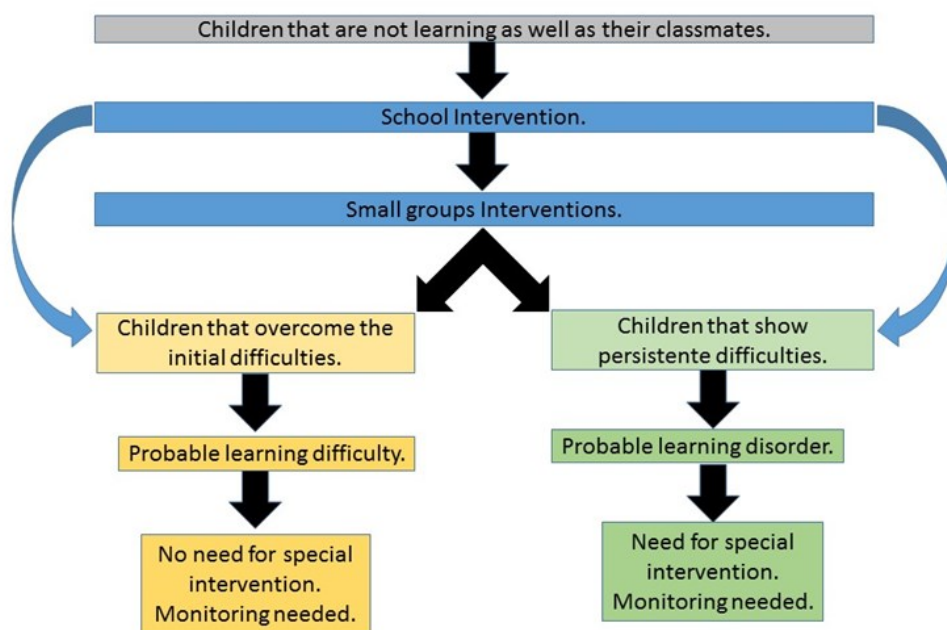 Children that are not learning as well as their classmates.
School Intervention.
Small groups Interventions.
Children that overcome the
initial difficulties.
Children that show
persistente difficulties.
Probable learning difficulty.
Probable learning disorder.
No need for special
intervention.
Monitoring needed.
Need for special
intervention.
Monitoring needed.